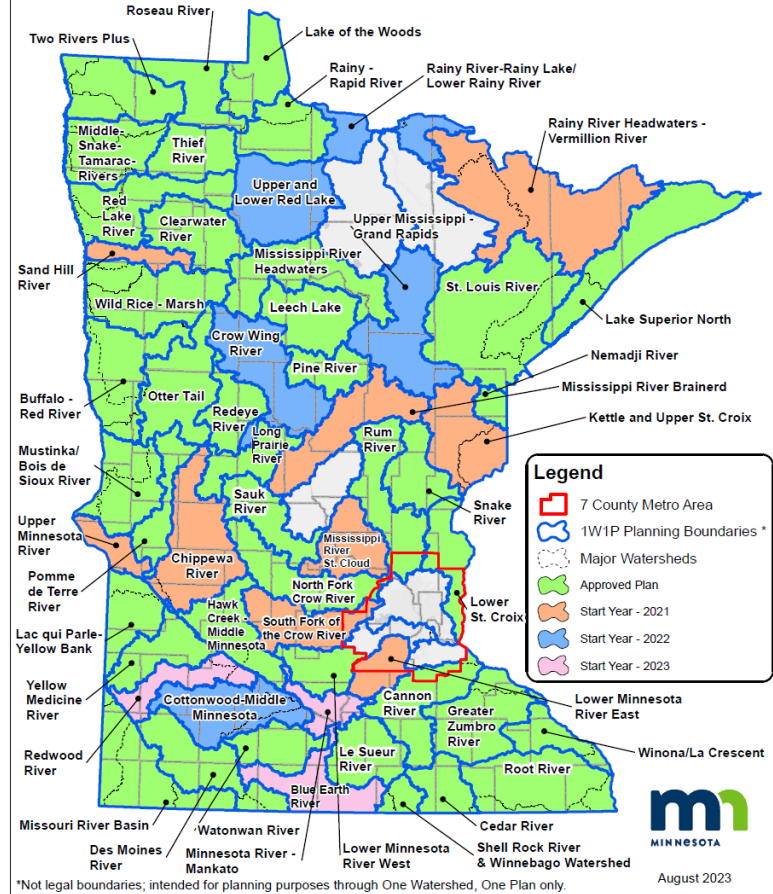 Roseau River
Two Rivers Plus
Lake of the Woods
Rainy -
Rapid River
Rainy River-Rainy Lake/
Lower Rainy River
Rainy River Headwaters -
Vermillion River
Middle-
Snake-
Tamarac-
Rivers
Thief
River
Upper and
Lower Red Lake
Red
Lake
River
Clearwater
River
Upper Mississippi -
Grand Rapids
Sand Hill
River
Mississippi River
Headwaters
St. Louis River
Wild Rice - Marsh
Leech Lake
Lake Superior North
Crow Wing
River
Pine River
Nemadji River
Mississippi River Brainerd
Buffalo -
Red River
Otter Tail
Redeye
River
Kettle and Upper St. Croix
Long
Prairie
River
Rum
River
Mustinka/
Bois de
Sioux River
Sauk
River
Snake
River
Upper
Minnesota
River
Chippewa
River
Mississippi
River
St. Cloud
Pomme
de Terre
River
North Fork
Crow River
Lower
St. Croix
Hawk
Creek -
Middle
Minnesota
South Fork of
the Crow River
Lac qui Parle-
Yellow Bank
Yellow
Medicine
River
Cottonwood-Middle
Minnesota
Cannon
River
Lower Minnesota
River East
Greater
Zumbro
River
Redwood
River
Le Sueur
River
Winona/La Crescent
Root River
Blue Earth
River
Missouri River Basin
Des Moines
River
Watonwan River
Minnesota River -
Mankato
Lower Minnesota
River West
Cedar River
Shell Rock River
& Winnebago Watershed
Legend
7 County Metro Area
1W1P Planning Boundaries *
Major Watersheds
Approved Plan
Start Year - 2021
Start Year - 2022
Start Year - 2023
mn
MINNESOTA
August 2023
*Not legal boundaries; intended for planning purposes through One Watershed, One Plan only.